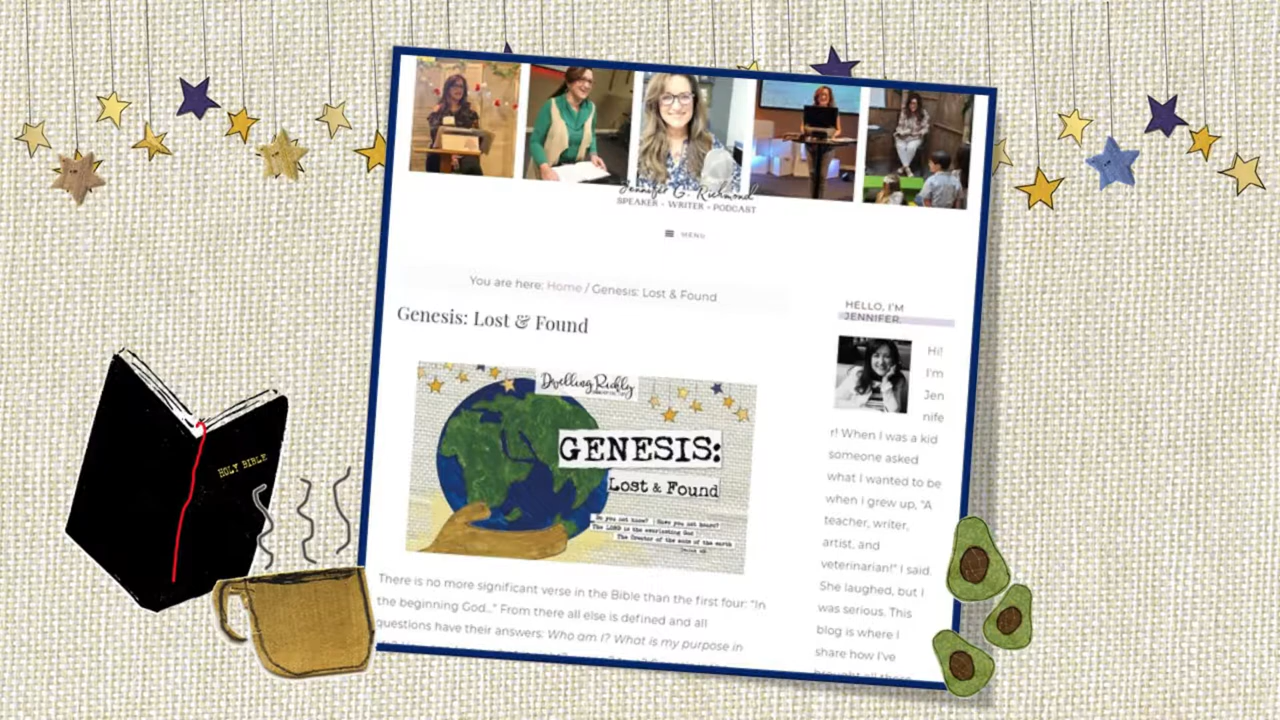 Jennifer G. Richmond
SPEAKER - WRITER - PODCAST
MENU
You are here: Home / Genesis: Lost & Found
Genesis: Lost & Found
Dwelling Richly
GENESIS:
Lost & Found
Do you not know? Have you not heard?
The LORD is the everlasting God
The Creator of the ends of the earth
There is no more significant verse in the Bible than the first four: "In
the beginning God..." From there all else is defined and all
questions have their answers: Who am I? What is my purpose in
HELLO, I'M
JENNIFER.
Hi!
I'm
Jen
nife
r! When I was a kid
someone asked
what I wanted to be
when i grew up, "A
teacher, writer,
artist, and
veterinarian!" I said.
She laughed, but I
was serious. This
blog is where I
share how I've
HOLY BIBLE